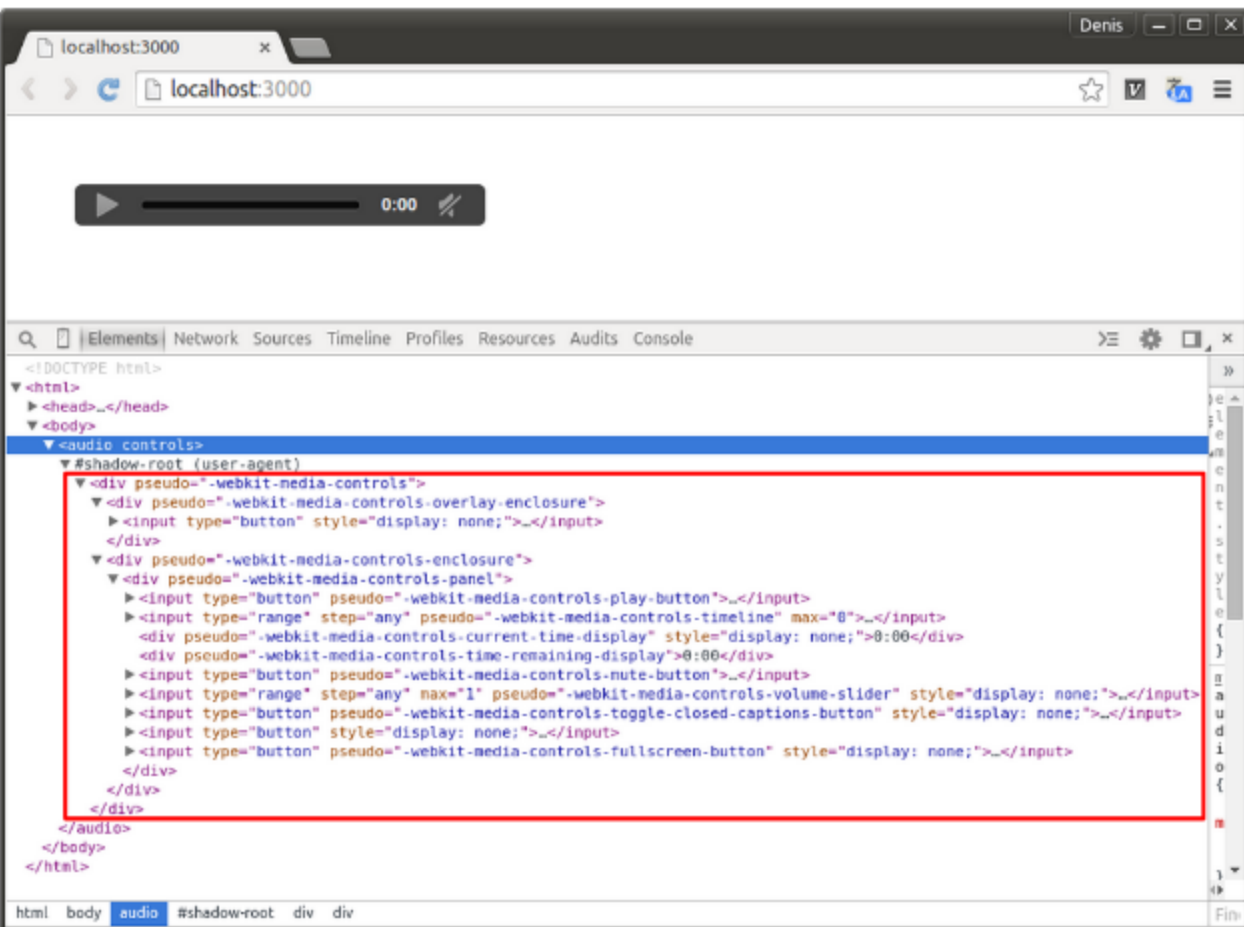 Denis
localhost:3000
localhost:3000
0:00
Elements Network Sources Timeline Profiles Resources Audits Console
<!DOCTYPE html>
▼<html>
▶<head>…</head>
▼<body>
▼<audio controls>
▼#shadow-root (user-agent)
▼<div pseudo="-webkit-media-controls">
▼<div pseudo="-webkit-media-controls-overlay-enclosure">
▶<input type="button" style="display: none;">…</input>
</div>
▼<div pseudo="-webkit-media-controls-enclosure">
▼<div pseudo="-webkit-media-controls-panel">
▶<input type="button" pseudo="-webkit-media-controls-play-button">…</input>
▶<input type="range" step="any" pseudo="-webkit-media-controls-timeline" max="0">…</input>
<div pseudo="-webkit-media-controls-current-time-display" style="display: none;">0:00</div>
<div pseudo="-webkit-media-controls-time-remaining-display">0:00</div>
▶<input type="button" pseudo="-webkit-media-controls-mute-button">…</input>
▶<input type="range" step="any" max="1" pseudo="-webkit-media-controls-volume-slider" style="display: none;">…</input>
▶<input type="button" pseudo="-webkit-media-controls-toggle-closed-captions-button" style="display: none;">…</input>
▶<input type="button" style="display: none;">…</input>
▶<input type="button" pseudo="-webkit-media-controls-fullscreen-button" style="display: none;">…</input>
</div>
</div>
</div>
</audio>
</body>
</html>
html body audio #shadow-root div div